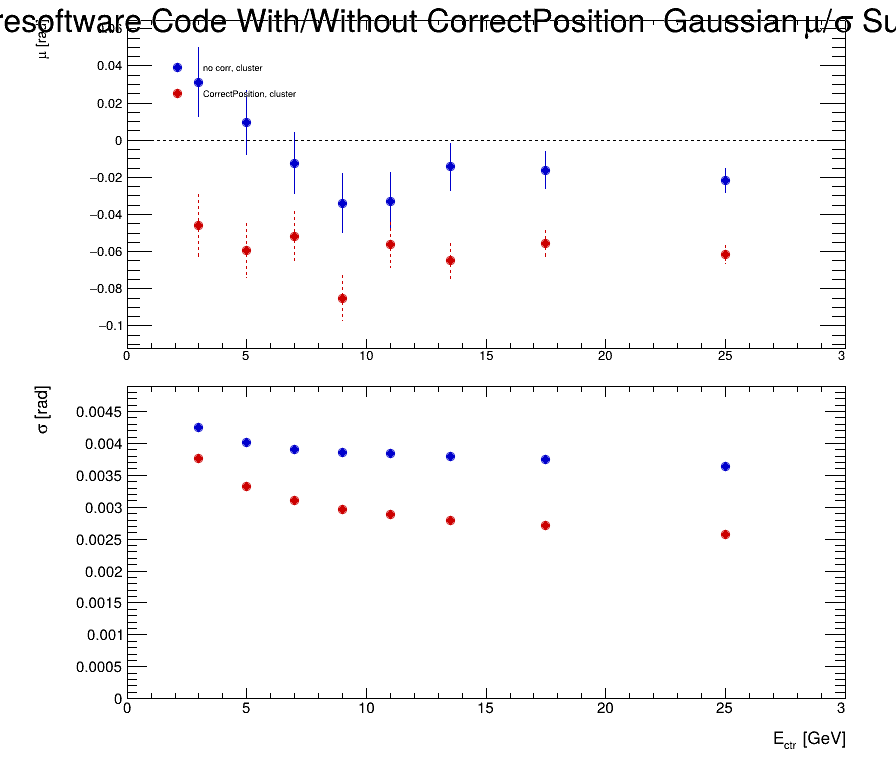 resoftware Code With/Without CorrectPosition Gaussian μ/σ Su
μ [rad]
0.06
0.04
0.02
0
−0.02
−0.04
−0.06
−0.08
−0.1
no corr, cluster
CorrectPosition, cluster
0 5 10 15 20 25 3
σ [rad]
0.0045
0.004
0.0035
0.003
0.0025
0.002
0.0015
0.001
0.0005
0
0 5 10 15 20 25 3
E_ctr [GeV]